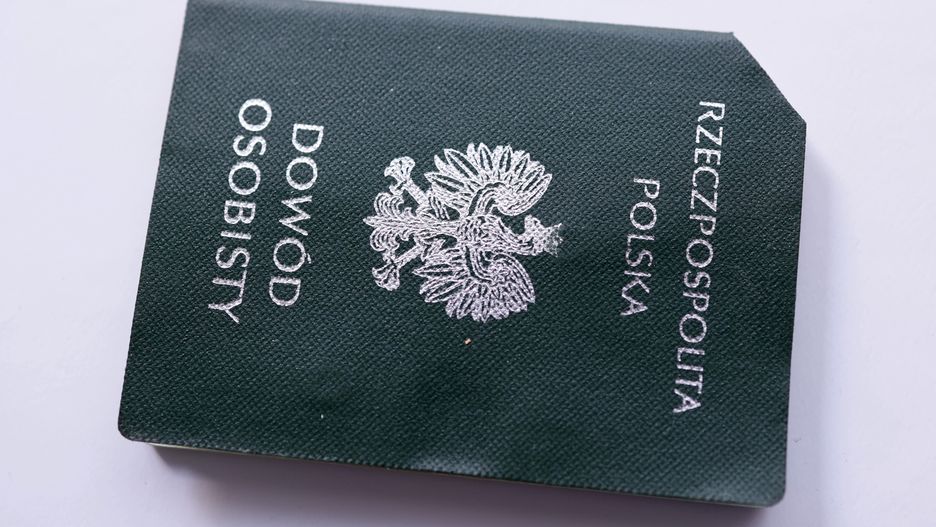 RZECZPOSPOLITA
POLSKA
DOWÓD
OSOBISTY